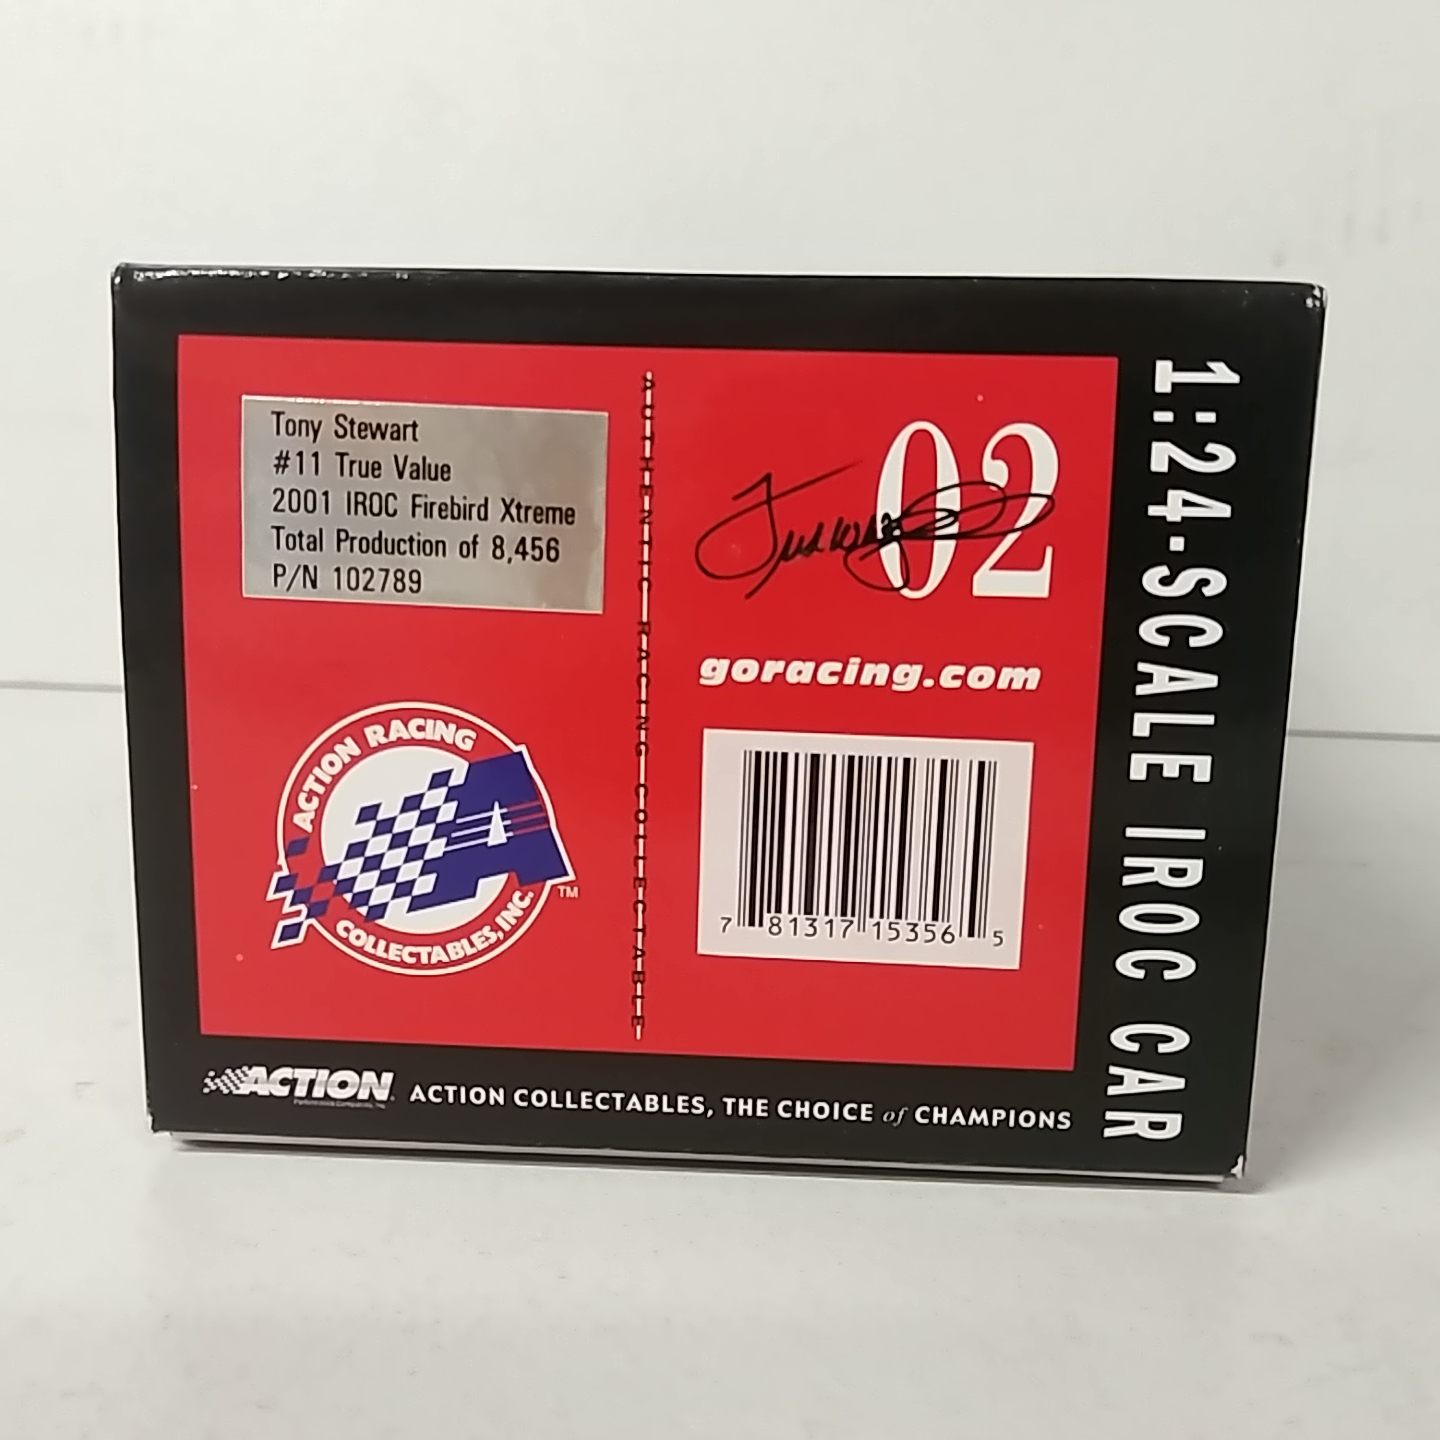 Tony Stewart
#11 True Value
2001 IROC Firebird Xtreme
Total Production of 8,456
P/N 102789
ACTION RACING
COLLECTABLES, INC.
TM
AUTHENTIC RACING COLLECTABLE
02
goracing.com
7 81317 15356 5
1:24-SCALE IROC CAR
ACTION
ACTION COLLECTABLES, THE CHOICE of CHAMPIONS